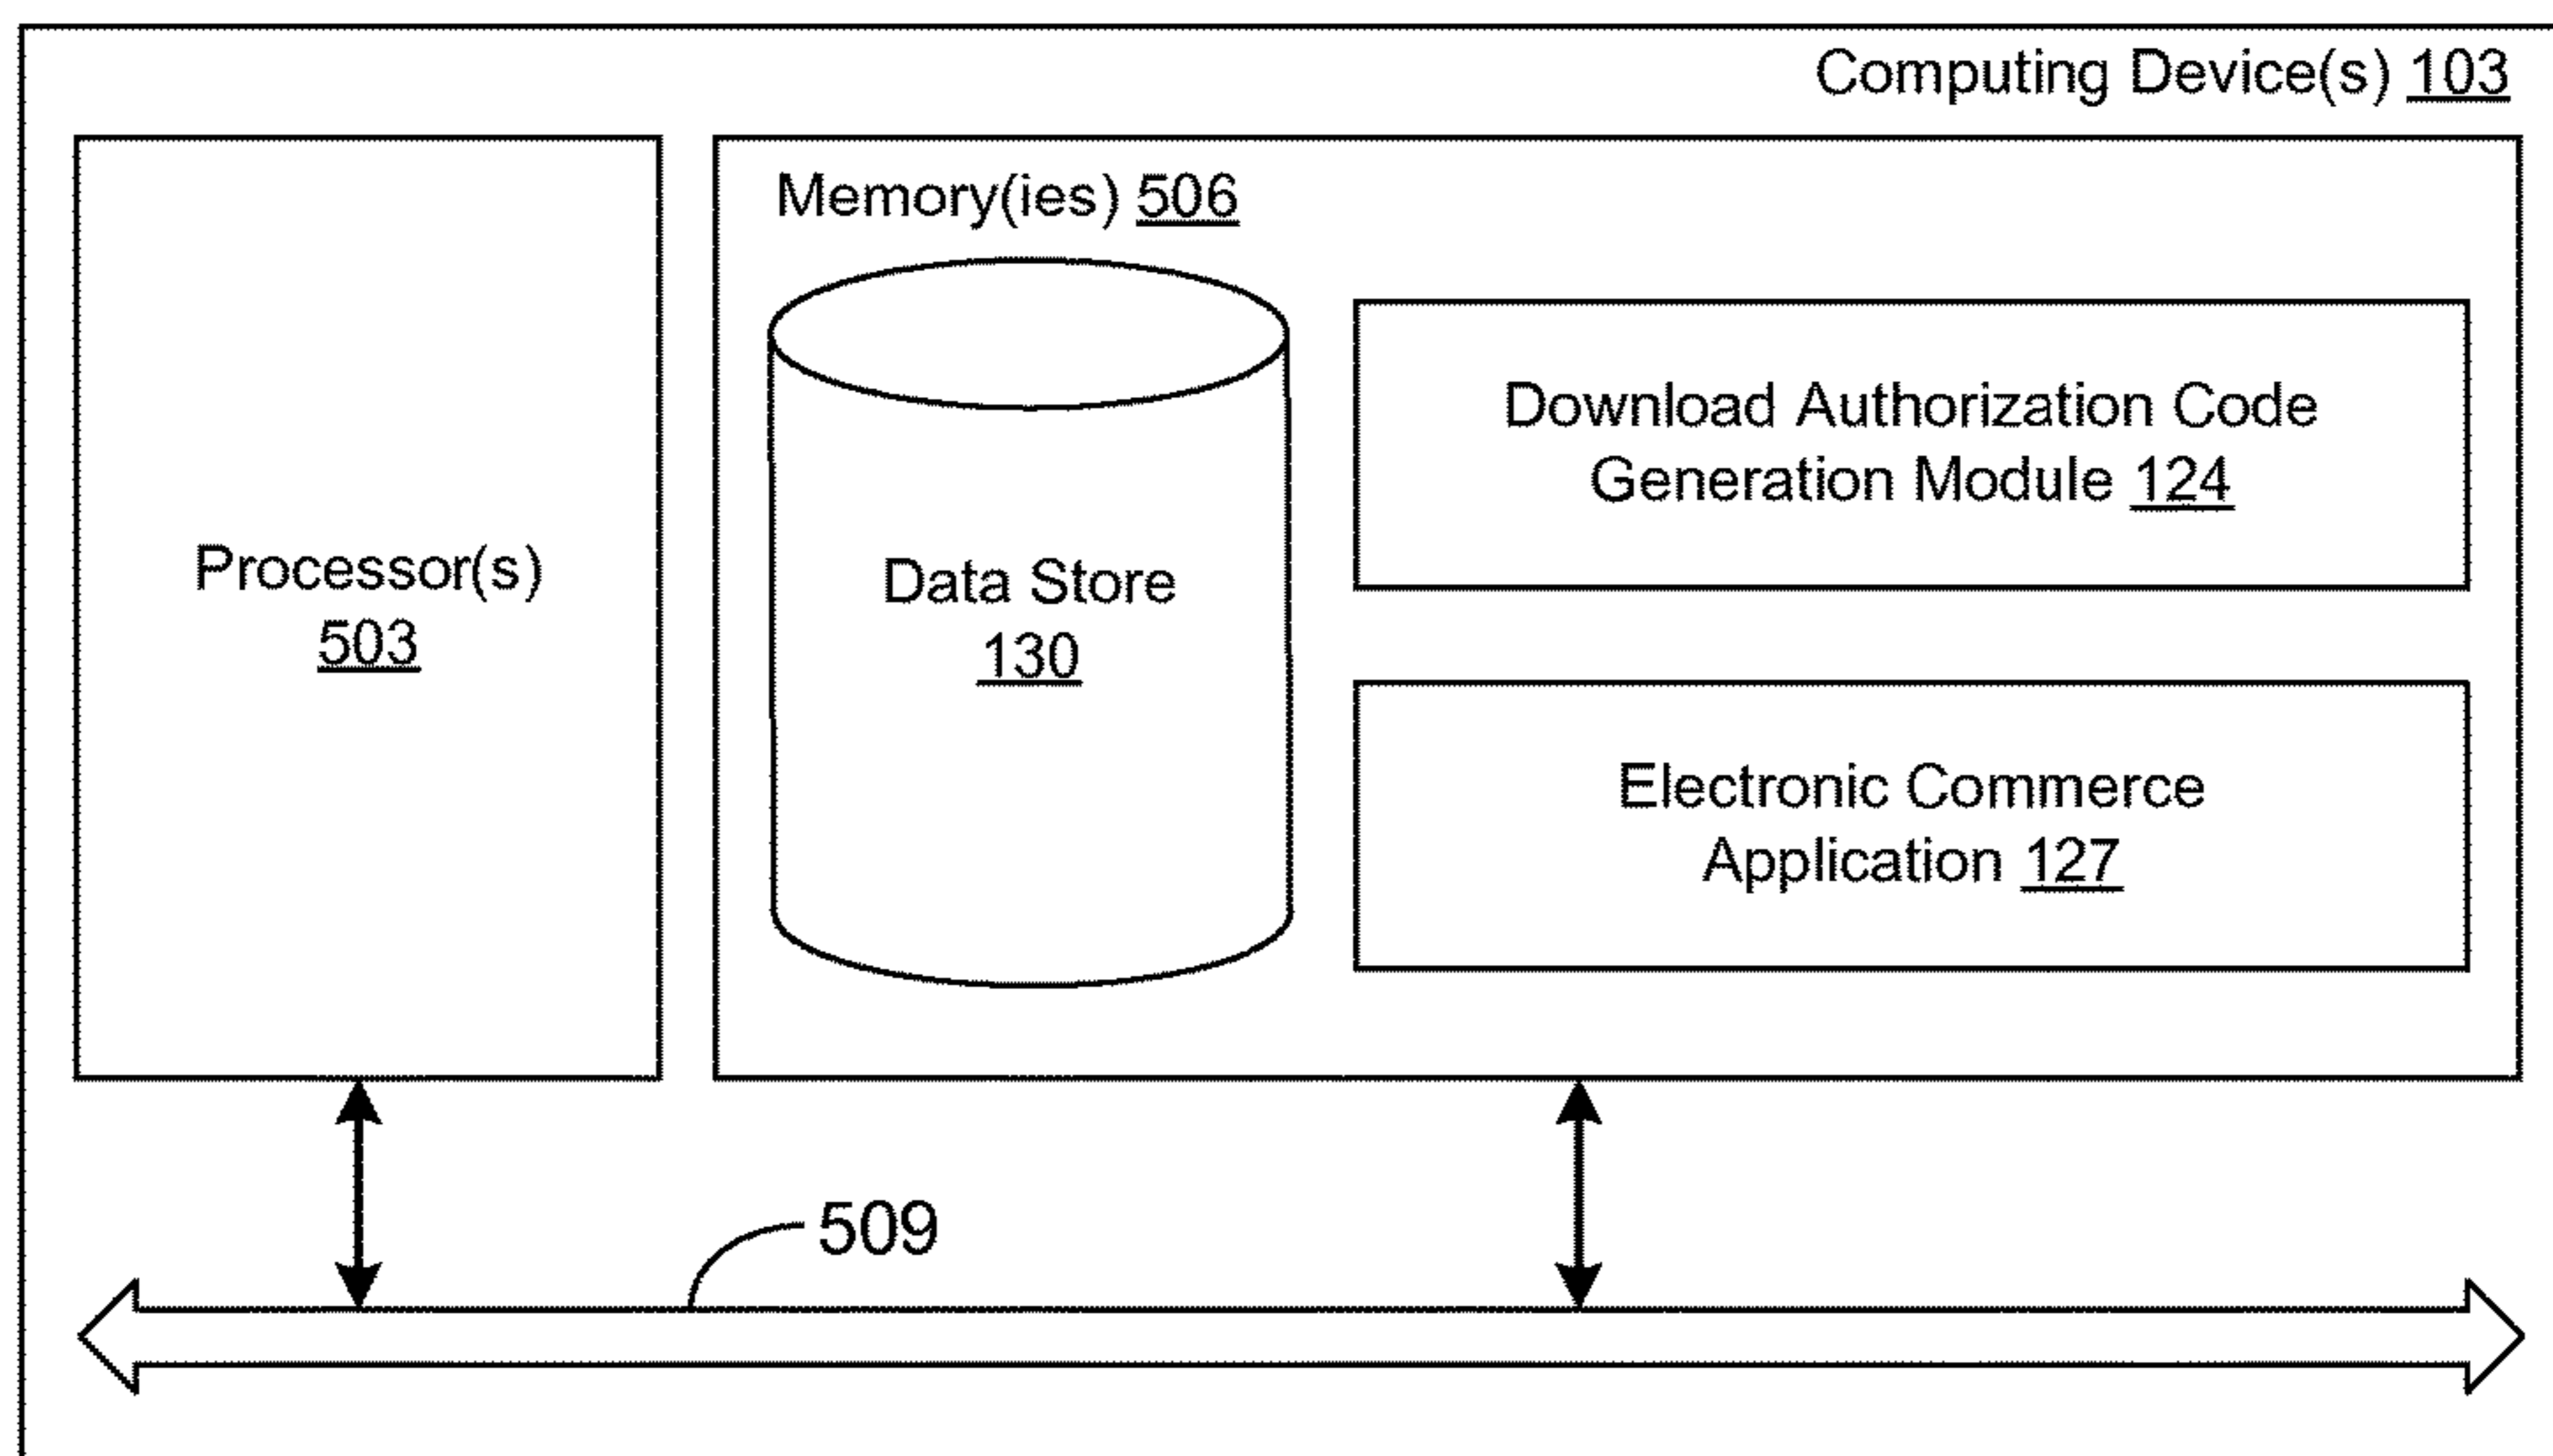 Computing Device(s) 103
Memory(ies) 506
Processor(s)
503
Data Store
130
Download Authorization Code
Generation Module 124
Electronic Commerce
Application 127
509